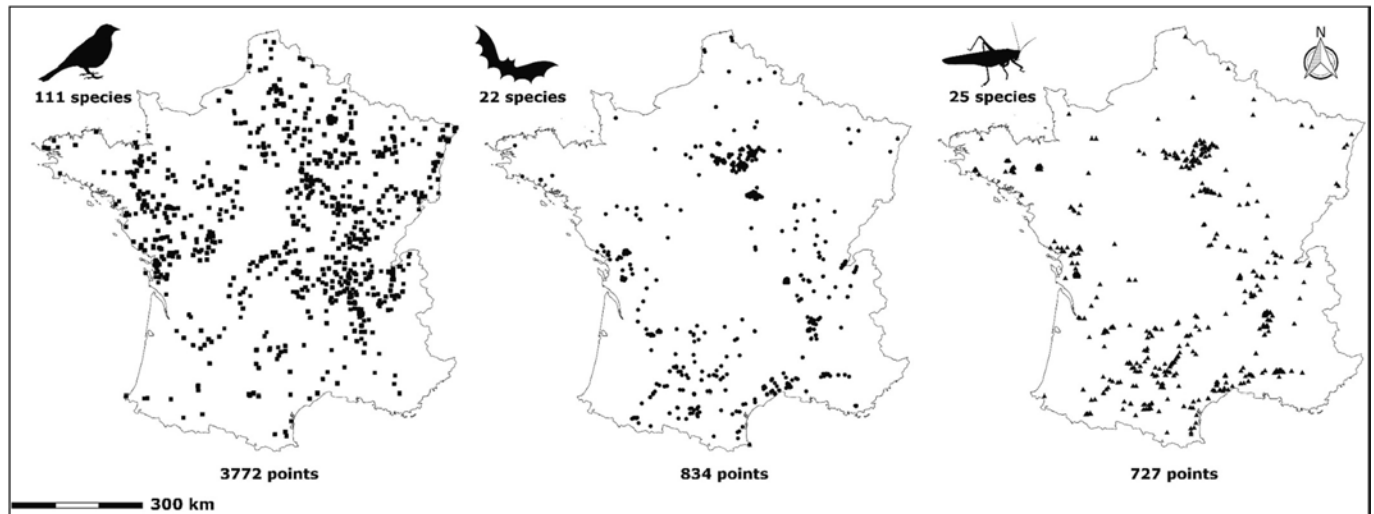 111 species
22 species
25 species
N
3772 points
834 points
727 points
300 km